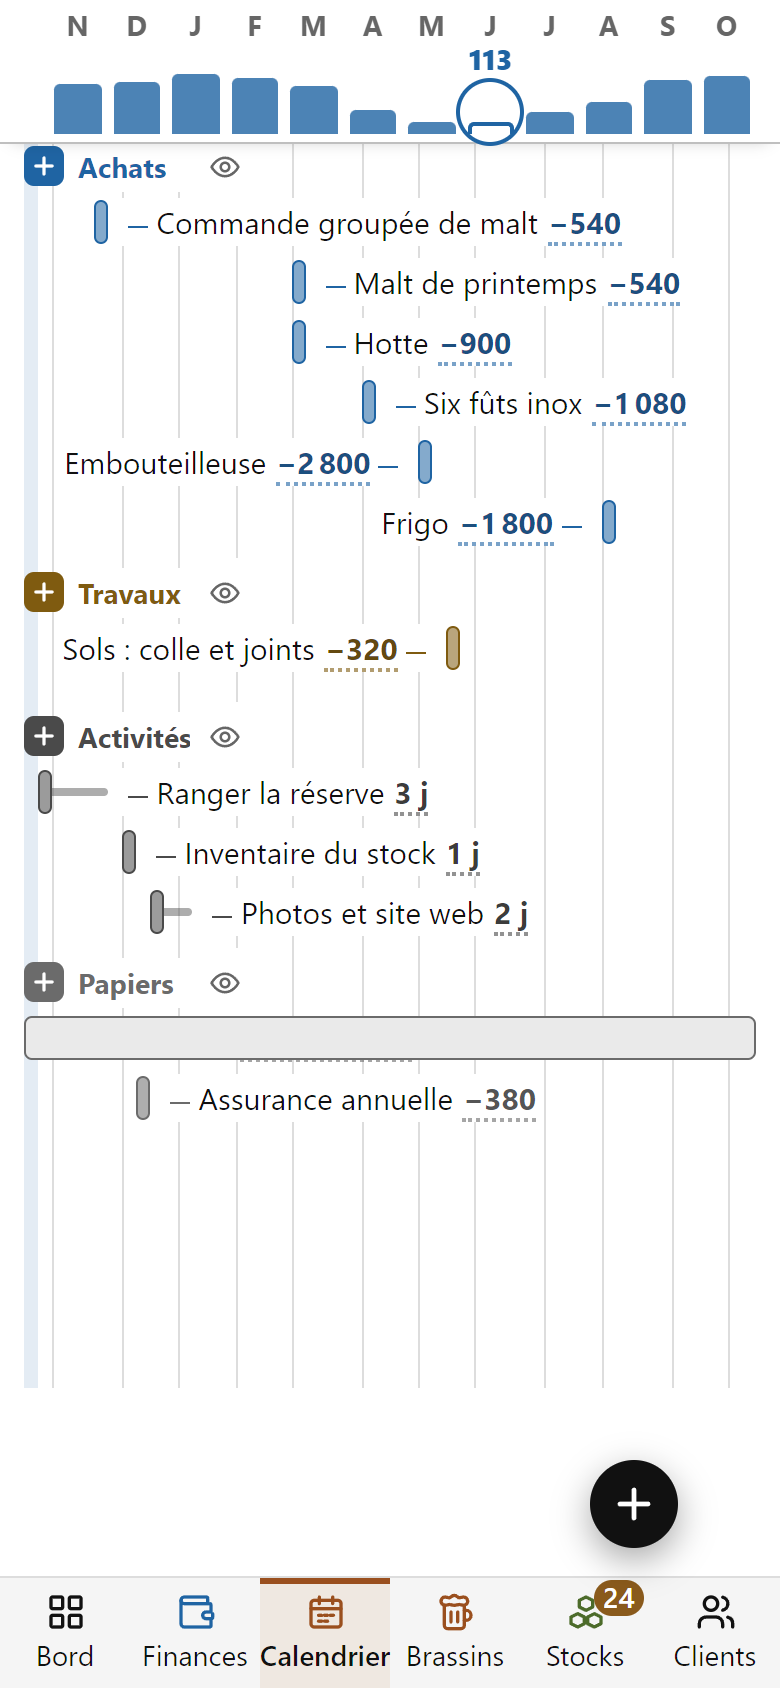 N D J F M A M J J A S O
113
Achats
Commande groupée de malt −540
Malt de printemps −540
Hotte −900
Six fûts inox −1 080
Embouteilleuse −2 800
Frigo −1 800
Travaux
Sols : colle et joints −320
Activités
Ranger la réserve 3 j
Inventaire du stock 1 j
Photos et site web 2 j
Papiers
Assurance annuelle −380
24
Bord Finances Calendrier Brassins Stocks Clients